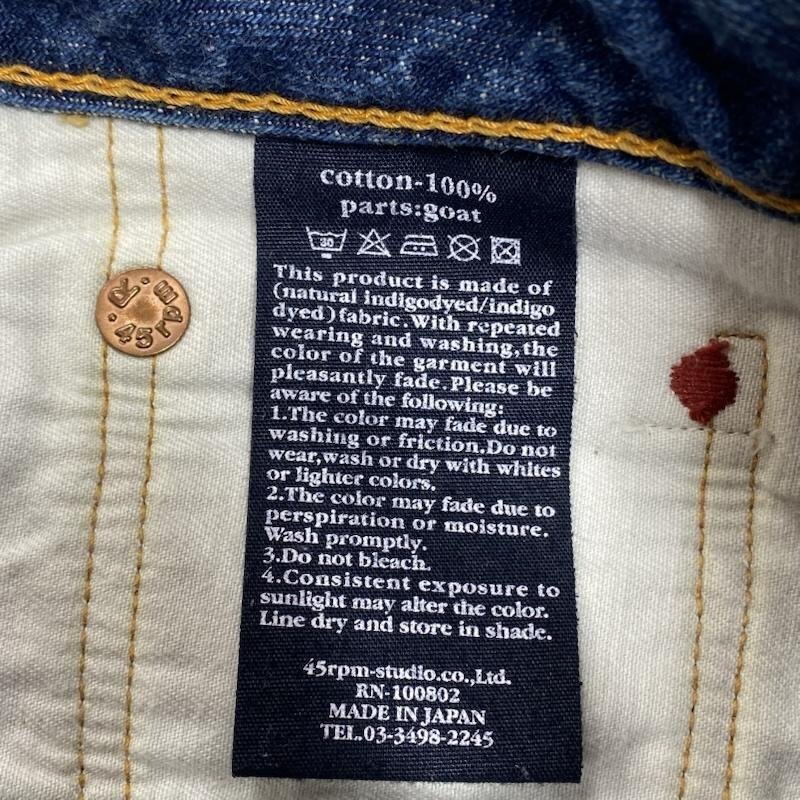 cotton-100%
parts:goat
30
This product is made of
(natural indigodyed/indigo
dyed)fabric.With repeated
wearing and washing,the
color of the garment will
pleasantly fade.Please be
aware of the following:
1.The color may fade due to
washing or friction.Do not
wear,wash or dry with whites
or lighter colors.
2.The color may fade due to
perspiration or moisture.
Wash promptly.
3.Do not bleach.
4.Consistent exposure to
sunlight may alter the color.
Line dry and store in shade.
45rpm-studio.co.,Ltd.
RN-100802
MADE IN JAPAN
TEL.03-3498-2245
R
45rpm